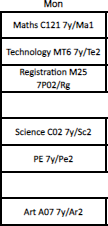 Mon
Maths C121 7y/Ma1
Technology MT6 7y/Te2
Registration M25
7P02/Rg
Science C02 7y/Sc2
PE 7y/Pe2
Art A07 7y/Ar2